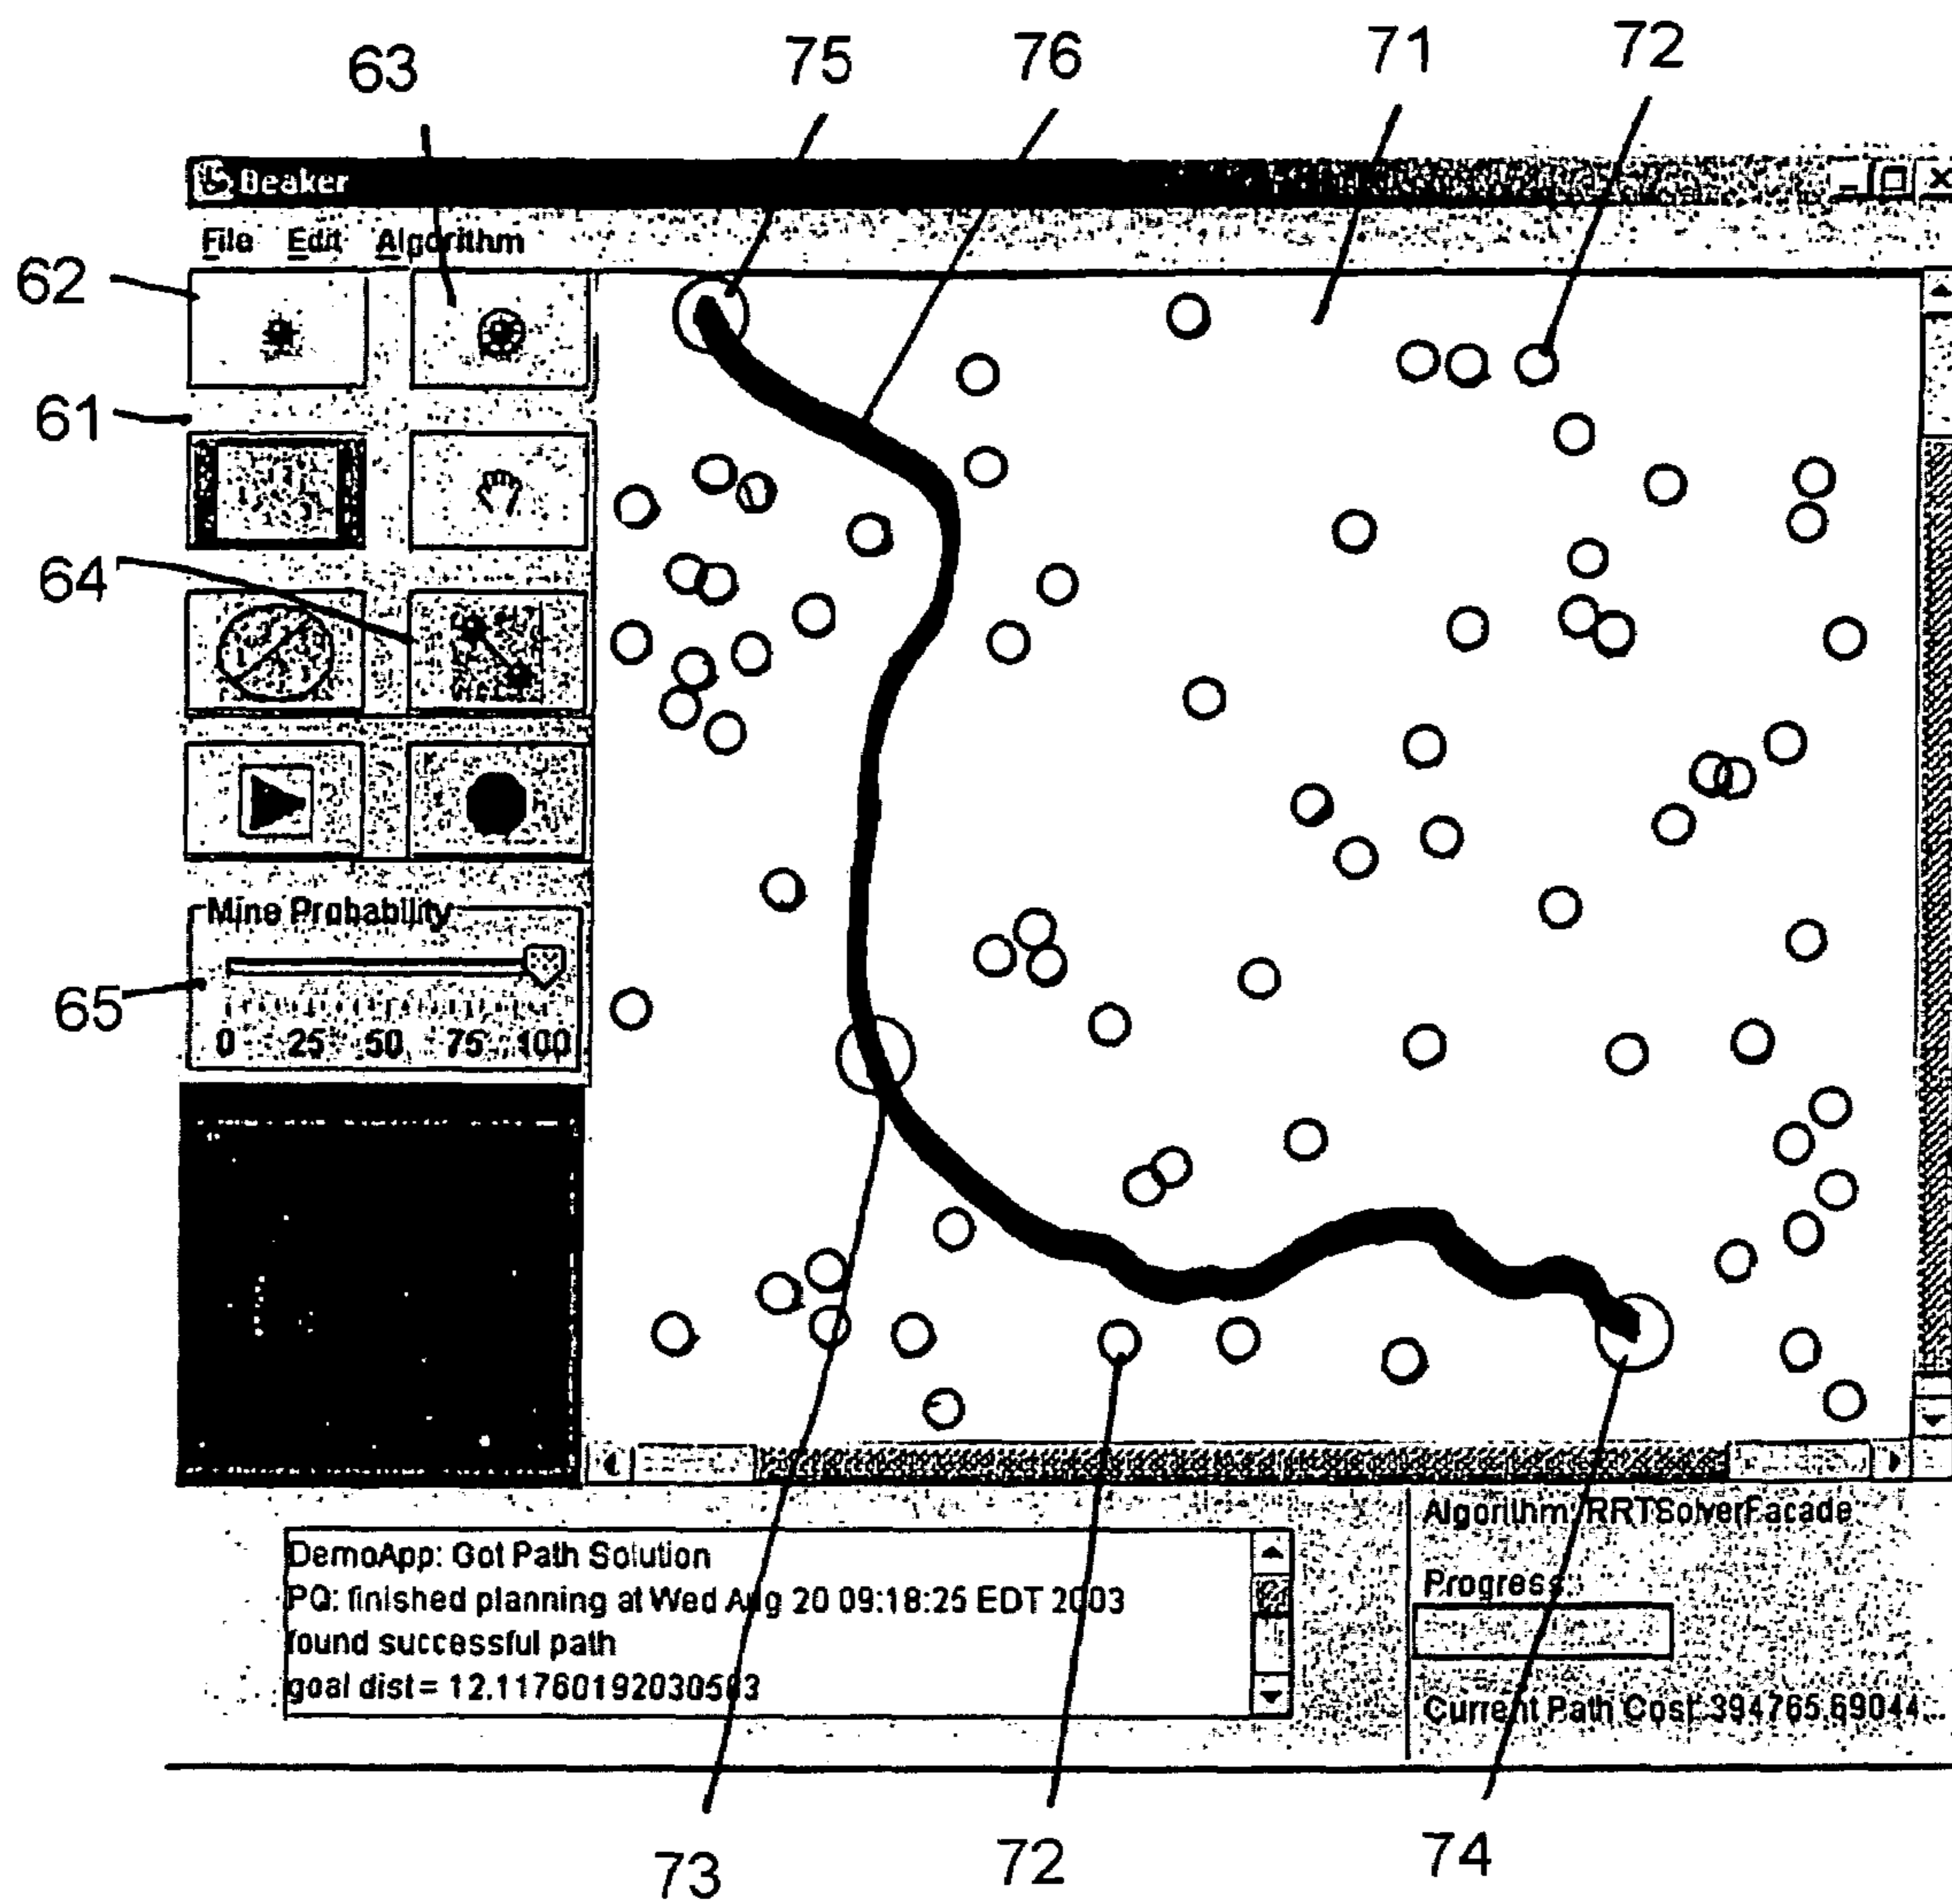 63 75 76 71 72
Beaker
File Edit Algorithm
62
61
64
Mine Probability
65
0 25 50 75 100
DemoApp: Got Path Solution
PQ: finished planning at Wed Aug 20 09:18:25 EDT 2003
found successful path
goal dist = 12.11760192030563
Algorithm: RRTSolverFacade
Progress:
Current Path Cost: 394765.69044...
73 72 74